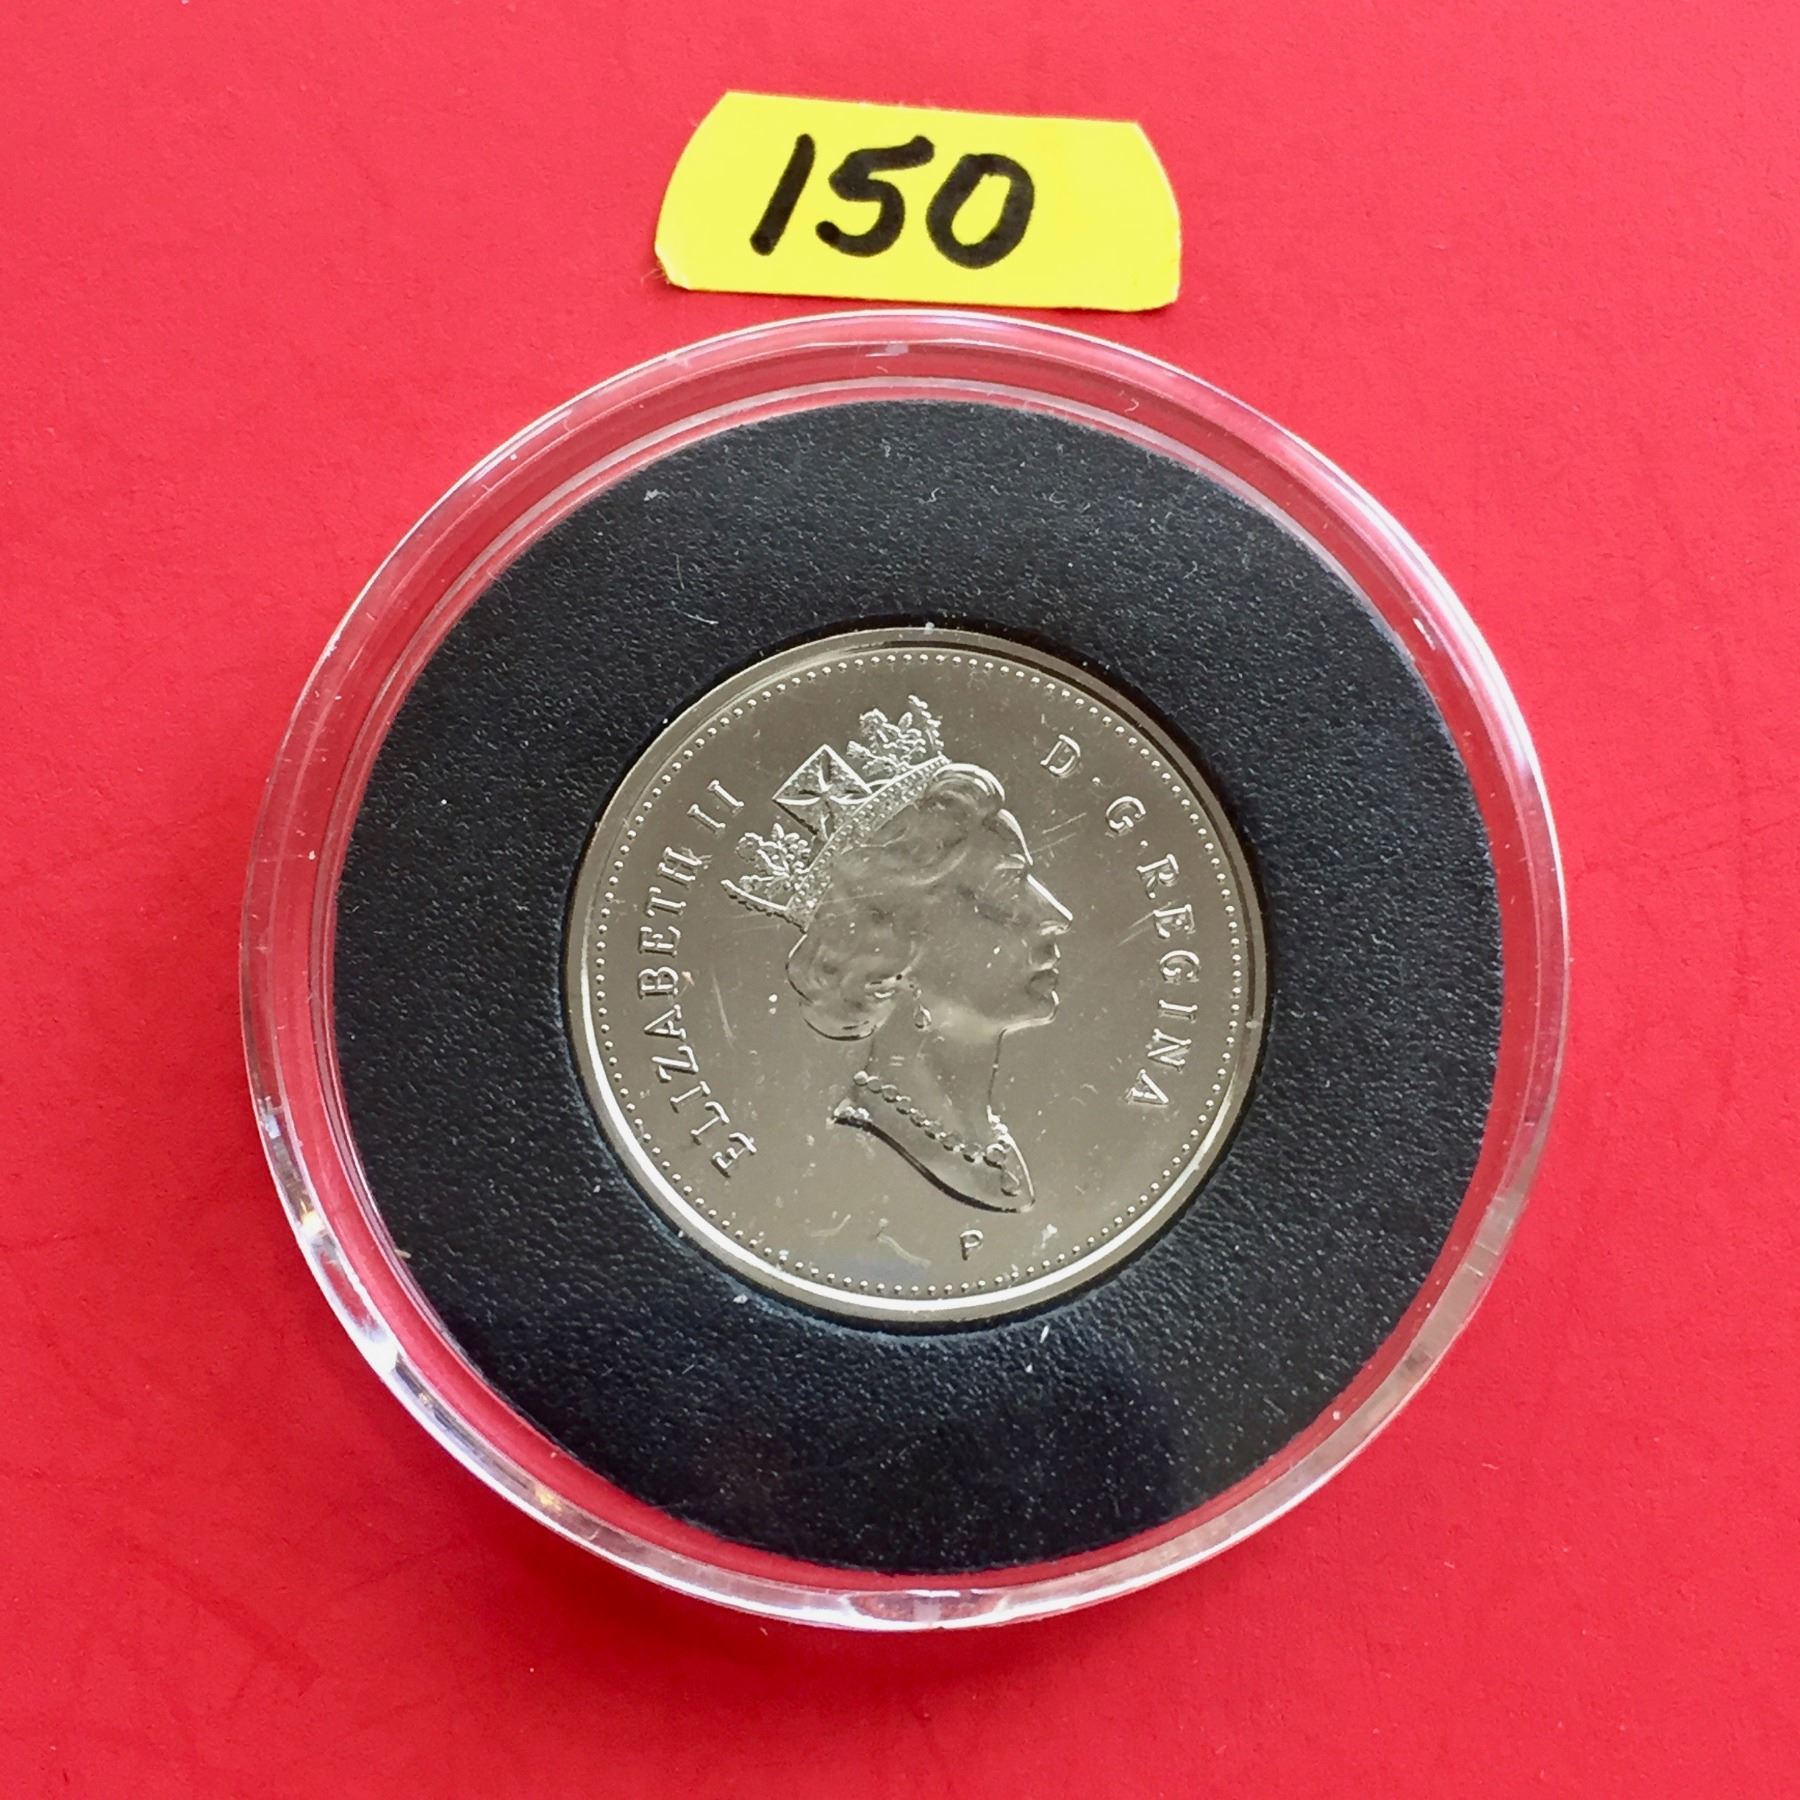 150
ELIZABETH II
D·G·REGINA
P